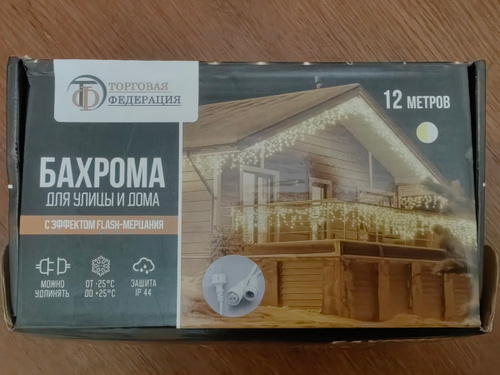 ТОРГОВАЯ
ФЕДЕРАЦИЯ
12 МЕТРОВ
БАХРОМА
ДЛЯ УЛИЦЫ И ДОМА
С ЭФФЕКТОМ FLASH-МЕРЦАНИЯ
МОЖНО
УДЛИНЯТЬ
ОТ -25°C
DO +25°C
ЗАЩИТА
IP 44